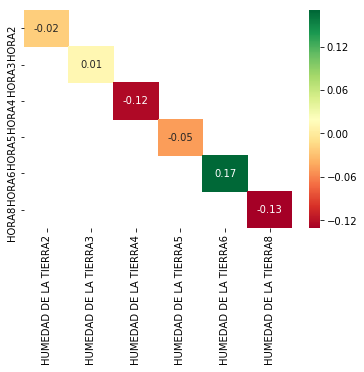 -0.02
0.01
-0.12
-0.05
0.17
-0.13
HORA2
HORA3
HORA4
HORA5
HORA6
HORA8
HUMEDAD DE LA TIERRA2
HUMEDAD DE LA TIERRA3
HUMEDAD DE LA TIERRA4
HUMEDAD DE LA TIERRA5
HUMEDAD DE LA TIERRA6
HUMEDAD DE LA TIERRA8
0.12
0.06
0.00
-0.06
-0.12